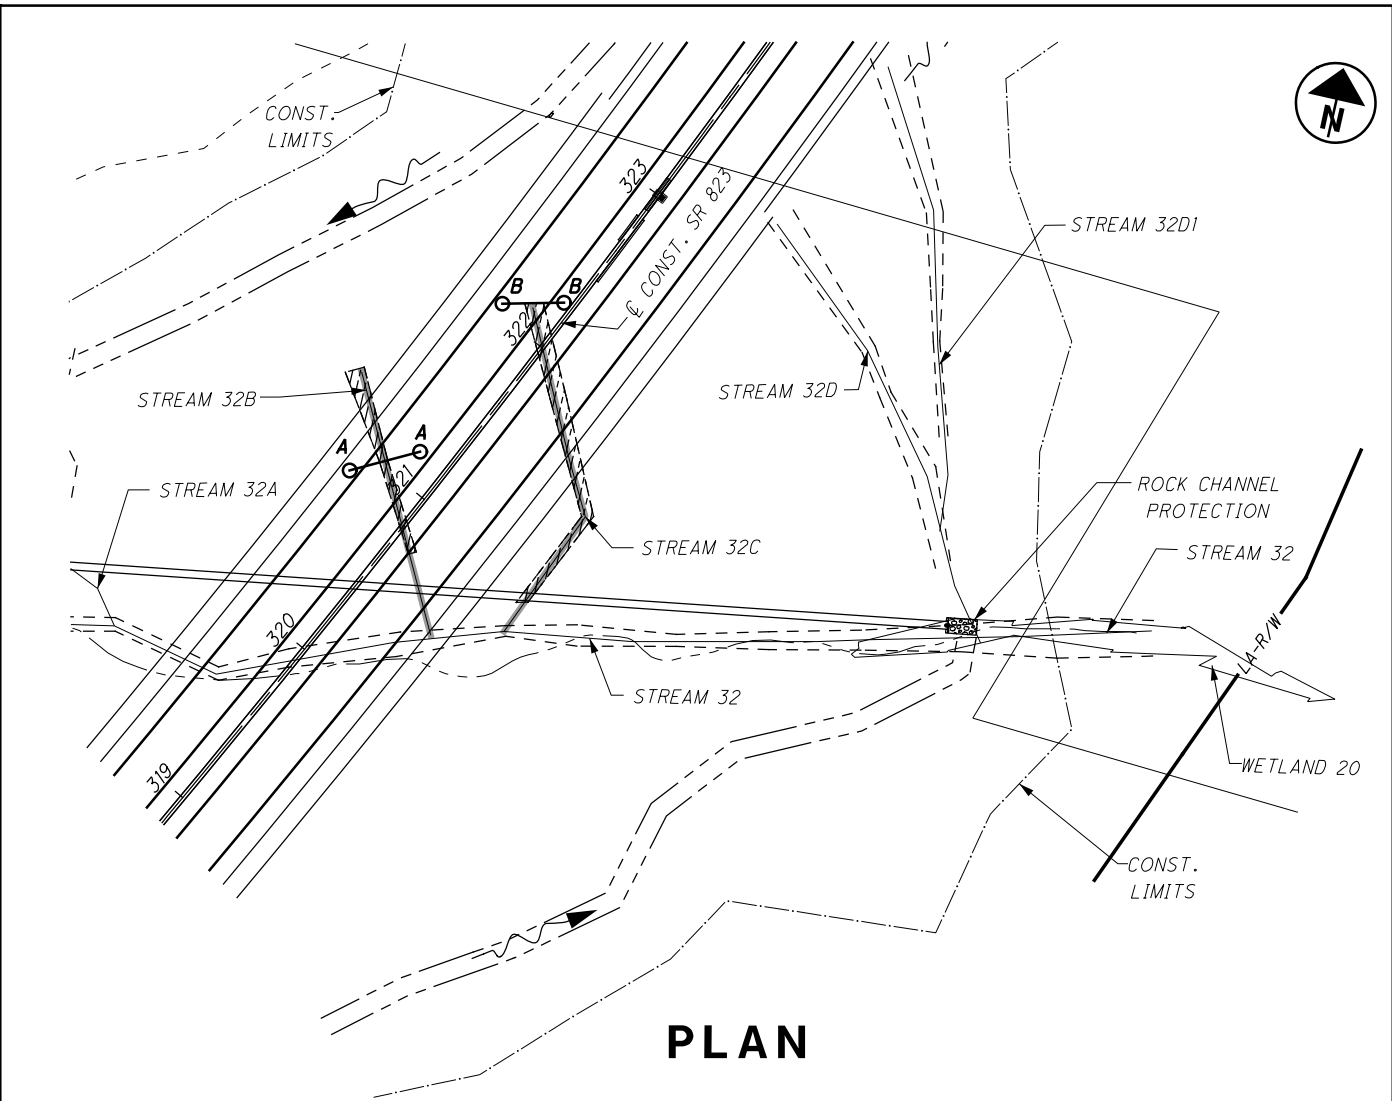 CONST.
LIMITS
N
323
℄ CONST. SR 823
STREAM 32D1
B
B
322
STREAM 32B
STREAM 32D
A
A
321
STREAM 32A
ROCK CHANNEL
PROTECTION
STREAM 32C
STREAM 32
320
LA-R/W
STREAM 32
319
WETLAND 20
CONST.
LIMITS
PLAN